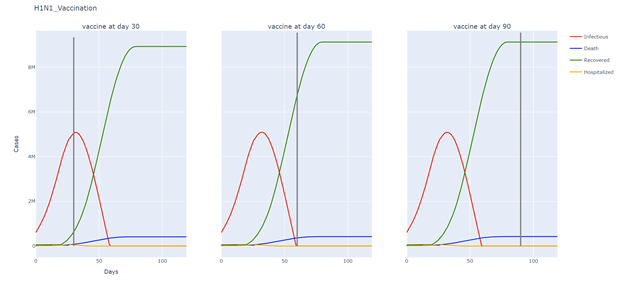 H1N1_Vaccination
vaccine at day 30
vaccine at day 60
vaccine at day 90
Infectious
Death
Recovered
Hospitalized
Cases
8M
6M
4M
2M
0
0
50
100
0
100
0
50
100
Days